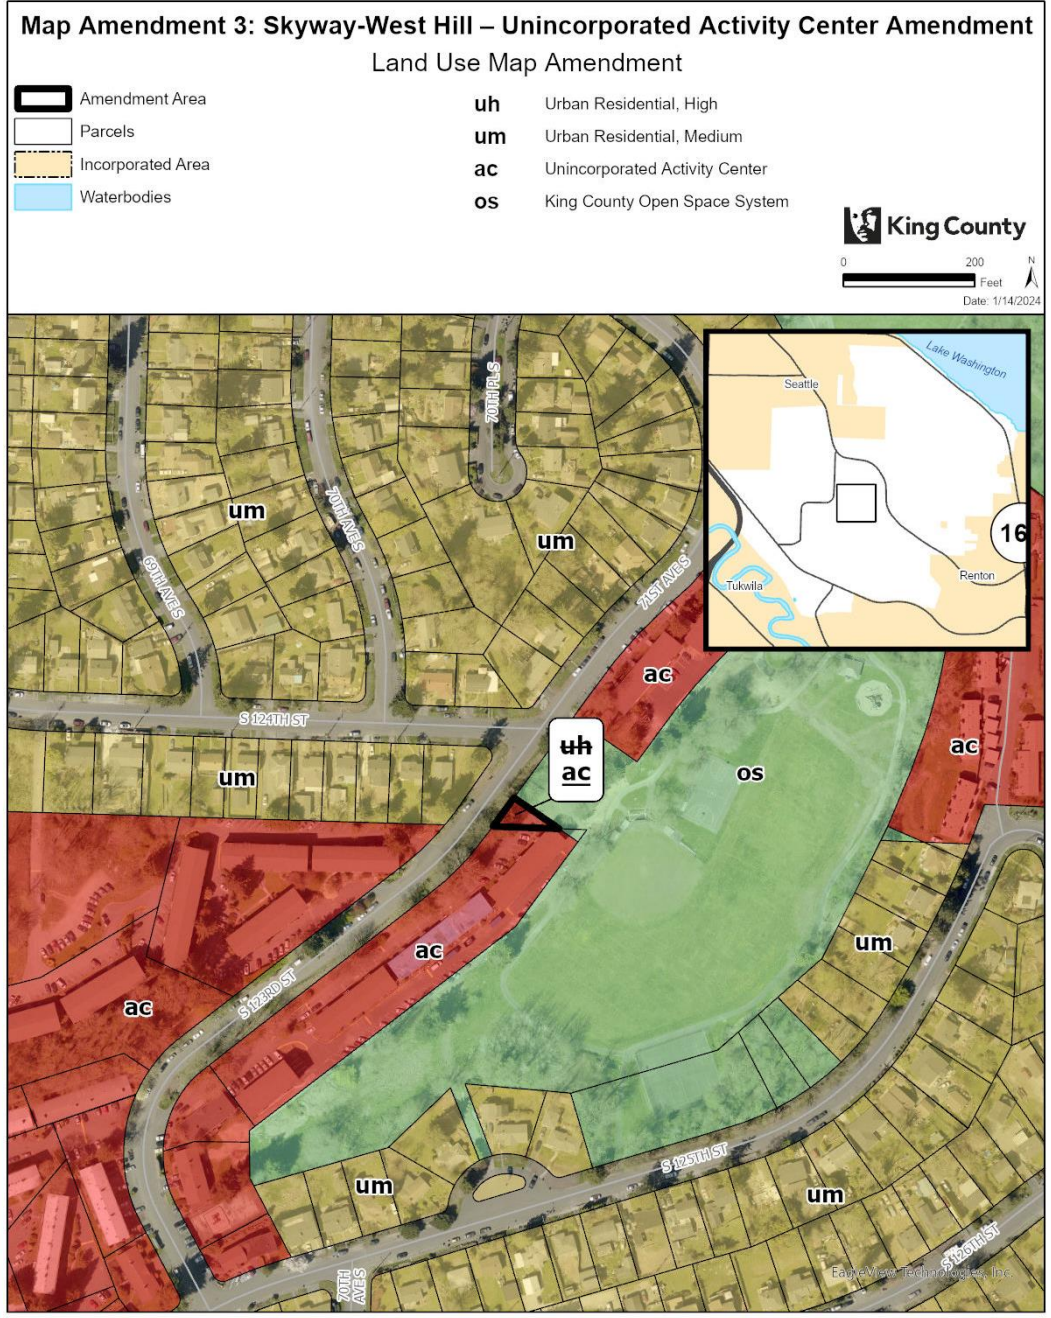 Map Amendment 3: Skyway-West Hill – Unincorporated Activity Center Amendment
Land Use Map Amendment
Amendment Area
Parcels
Incorporated Area
Waterbodies
uh Urban Residential, High
um Urban Residential, Medium
ac Unincorporated Activity Center
os King County Open Space System
King County
0 200
Feet
N
Date: 1/14/2024
Lake Washington
Seattle
16
Renton
Tukwila
70TH PL S
um
70TH AVE S
um
69TH AVE S
71ST AVE S
ac
S 124TH ST
uh
ac
ac
um
os
ac
um
ac
S 123RD ST
um
S 125TH ST
um
um
S 126TH ST
70TH
AVE S
EagleView Technologies, Inc.